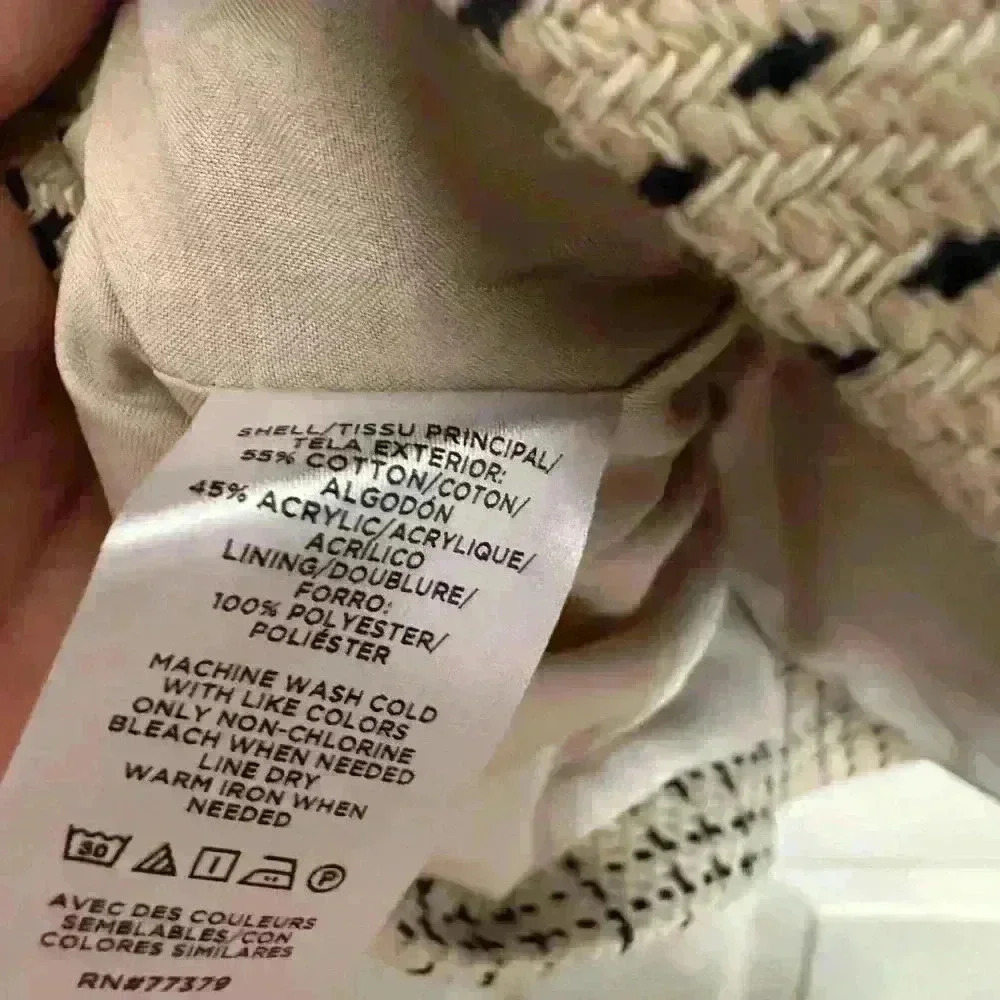 SHELL/TISSU PRINCIPAL/
TELA EXTERIOR:
55% COTTON/COTON/
ALGODÓN
45% ACRYLIC/ACRYLIQUE/
ACRÍLICO
LINING/DOUBLURE/
FORRO:
100% POLYESTER/
POLIÉSTER
MACHINE WASH COLD
WITH LIKE COLORS
ONLY NON-CHLORINE
BLEACH WHEN NEEDED
LINE DRY
WARM IRON WHEN
NEEDED
30 P
AVEC DES COULEURS
SEMBLABLES/CON
COLORES SIMILARES
RN#77379